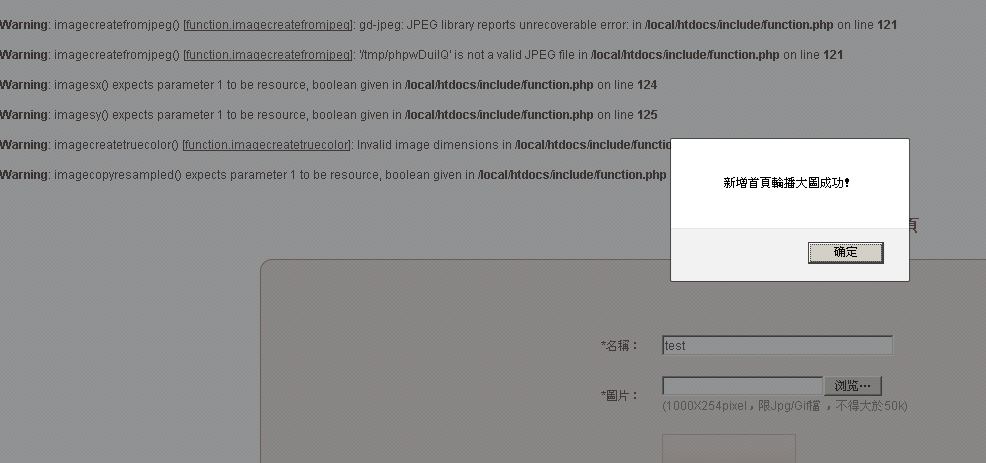 Warning: imagecreatefromjpeg() [function.imagecreatefromjpeg]: gd-jpeg: JPEG library reports unrecoverable error: in /local/htdocs/include/function.php on line 121
Warning: imagecreatefromjpeg() [function.imagecreatefromjpeg]: '/tmp/phpwDuilQ' is not a valid JPEG file in /local/htdocs/include/function.php on line 121
Warning: imagesx() expects parameter 1 to be resource, boolean given in /local/htdocs/include/function.php on line 124
Warning: imagesy() expects parameter 1 to be resource, boolean given in /local/htdocs/include/function.php on line 125
Warning: imagecreatetruecolor() [function.imagecreatetruecolor]: Invalid image dimensions in /local/htdocs/include/functio
Warning: imagecopyresampled() expects parameter 1 to be resource, boolean given in /local/htdocs/include/function.php
新增首頁輪播大圖成功!
頁
确定
*名稱： test
*圖片： 浏览…
(1000X254pixel，限Jpg/Gif檔，不得大於50k)